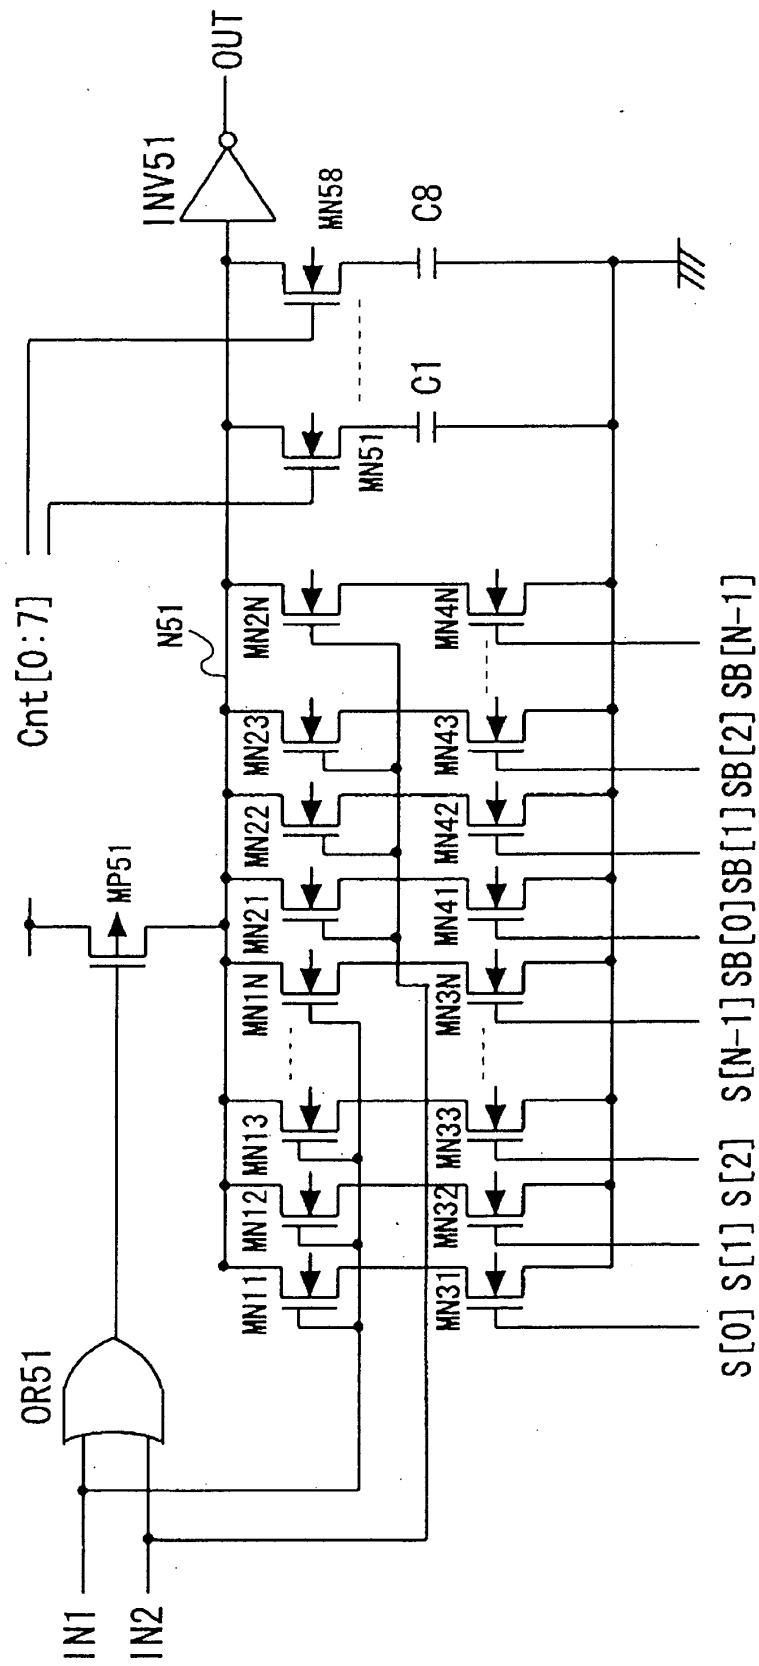 IN1
IN2
OR51
MP51
N51
Cnt[0:7]
INV51
OUT
MN11
MN12
MN13
MN1N
MN21
MN22
MN23
MN2N
MN51
MN58
C1
C8
MN31
MN32
MN33
MN3N
MN41
MN42
MN43
MN4N
S[0] S[1] S[2] S[N-1] SB[0] SB[1] SB[2] SB[N-1]